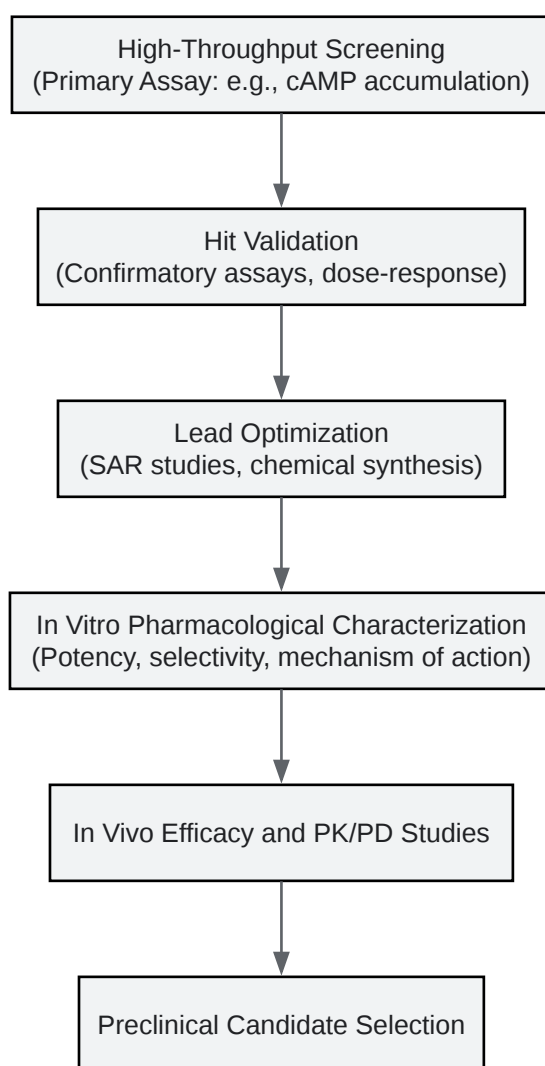 High-Throughput Screening
(Primary Assay: e.g., cAMP accumulation)
Hit Validation
(Confirmatory assays, dose-response)
Lead Optimization
(SAR studies, chemical synthesis)
In Vitro Pharmacological Characterization
(Potency, selectivity, mechanism of action)
In Vivo Efficacy and PK/PD Studies
Preclinical Candidate Selection